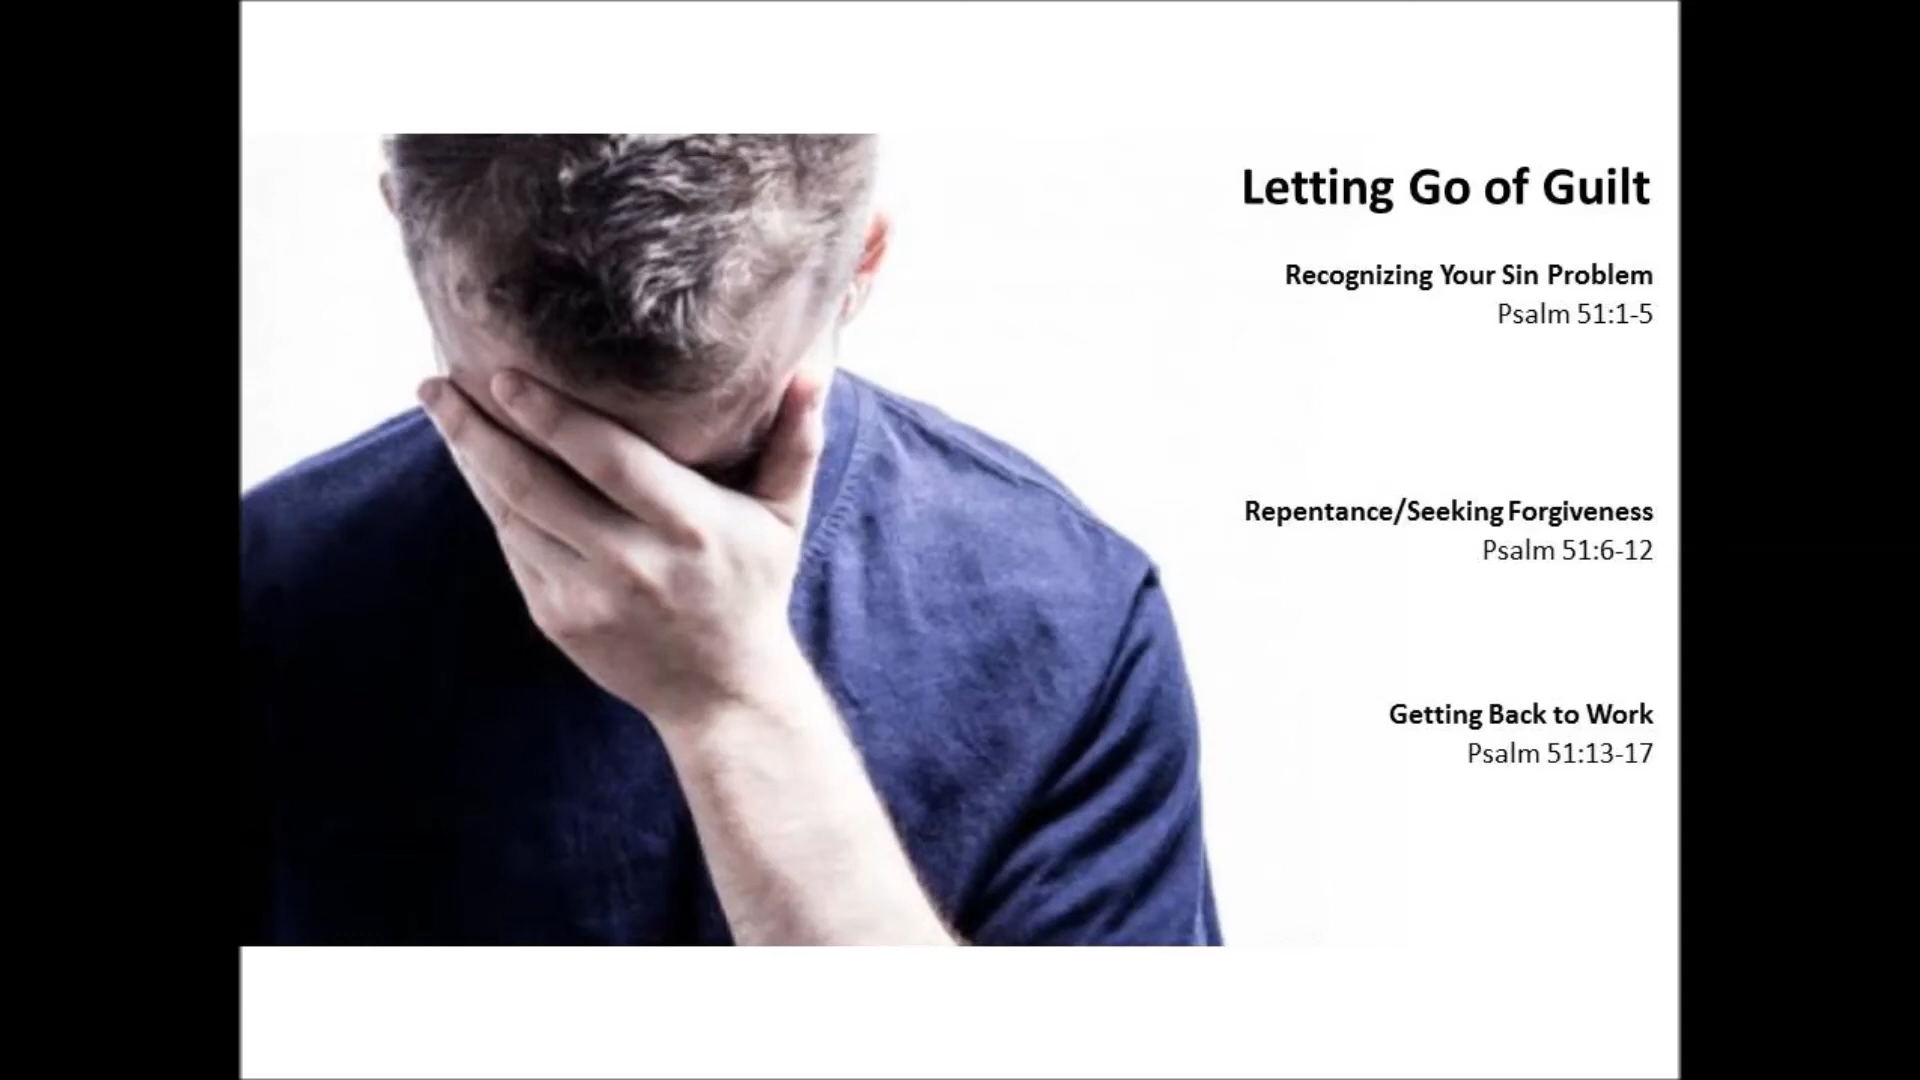 Letting Go of Guilt
Recognizing Your Sin Problem
Psalm 51:1-5
Repentance/Seeking Forgiveness
Psalm 51:6-12
Getting Back to Work
Psalm 51:13-17